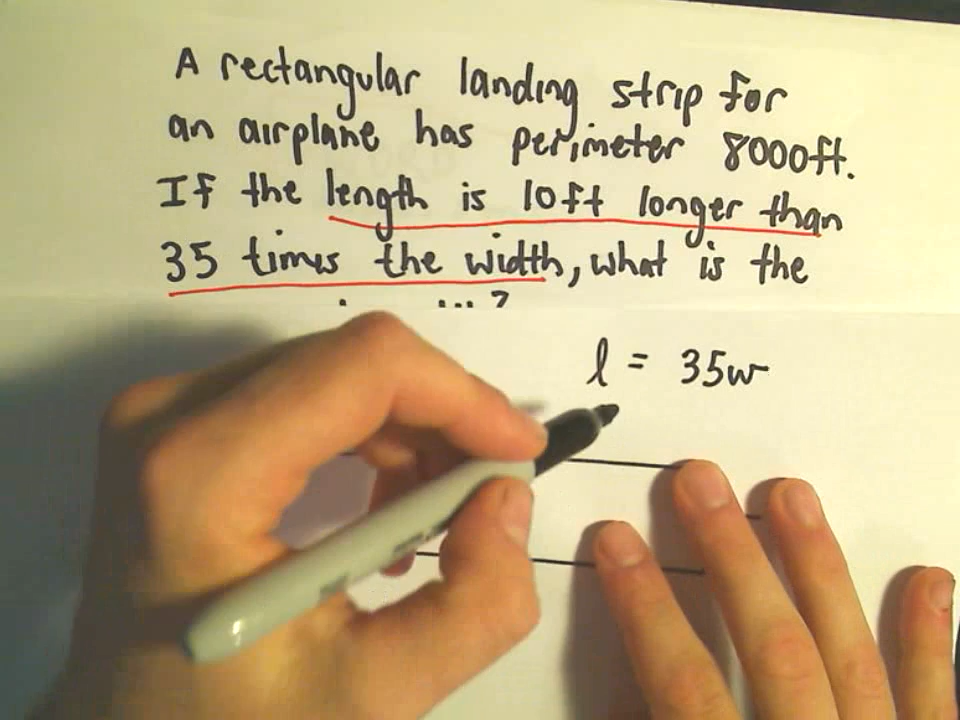 A rectangular landing strip for
an airplane has perimeter 8000ft.
If the length is 10ft longer than
35 times the width, what is the
l = 35w